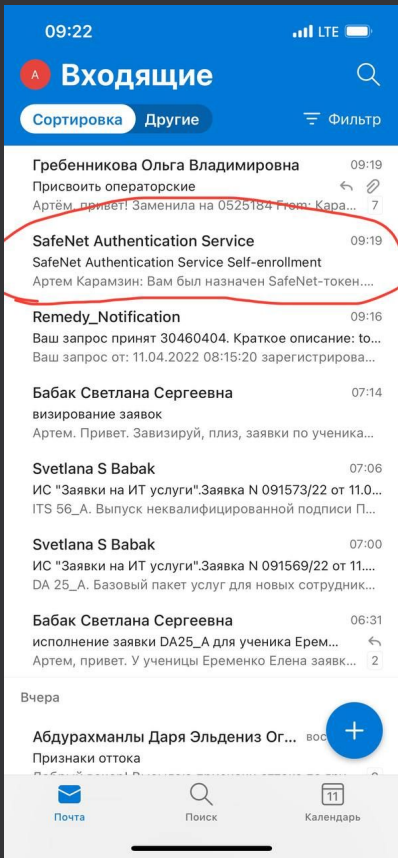 09:22
LTE
А
Входящие
Сортировка Другие
Фильтр
Гребенникова Ольга Владимировна 09:19
Присвоить операторские
Артём, привет! Заменила на 0525184 From: Кара... 7
SafeNet Authentication Service 09:19
SafeNet Authentication Service Self-enrollment
Артем Карамзин: Вам был назначен SafeNet-токен....
Remedy_Notification 09:16
Ваш запрос принят 30460404. Краткое описание: to...
Ваш запрос от: 11.04.2022 08:15:20 зарегистрирова...
Бабак Светлана Сергеевна 07:14
визирование заявок
Артем. Привет. Завизируй, плиз, заявки по ученика...
Svetlana S Babak 07:06
ИС "Заявки на ИТ услуги".Заявка N 091573/22 от 11.0...
ITS 56_A. Выпуск неквалифицированной подписи П...
Svetlana S Babak 07:00
ИС "Заявки на ИТ услуги".Заявка N 091569/22 от 11....
DA 25_A. Базовый пакет услуг для новых сотрудник...
Бабак Светлана Сергеевна 06:31
исполнение заявки DA25_A для ученика Ерем...
Артем, привет. У ученицы Еременко Елена заявк... 2
Вчера
Абдурахманлы Даря Эльдениз Ог... вос
Признаки оттока
Почта
Поиск
11
Календарь